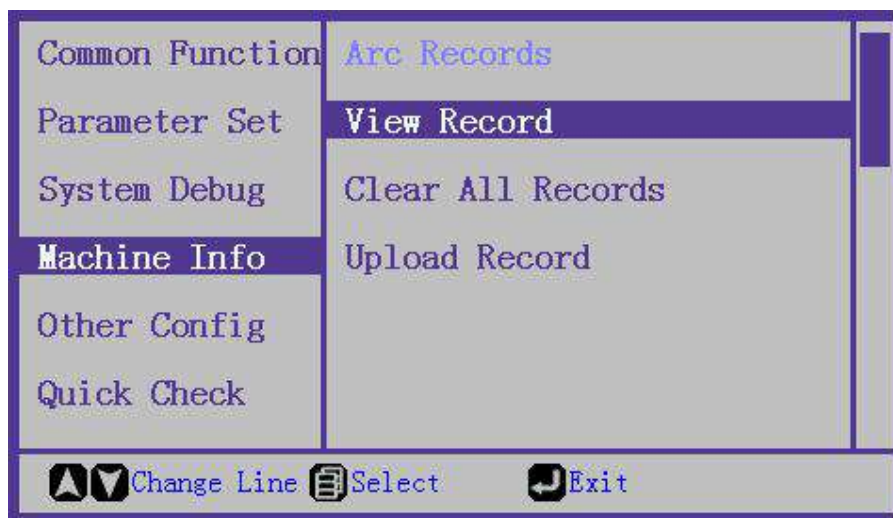 Common Function
Arc Records
Parameter Set
View Record
System Debug
Clear All Records
Machine Info
Upload Record
Other Config
Quick Check
Change Line Select Exit